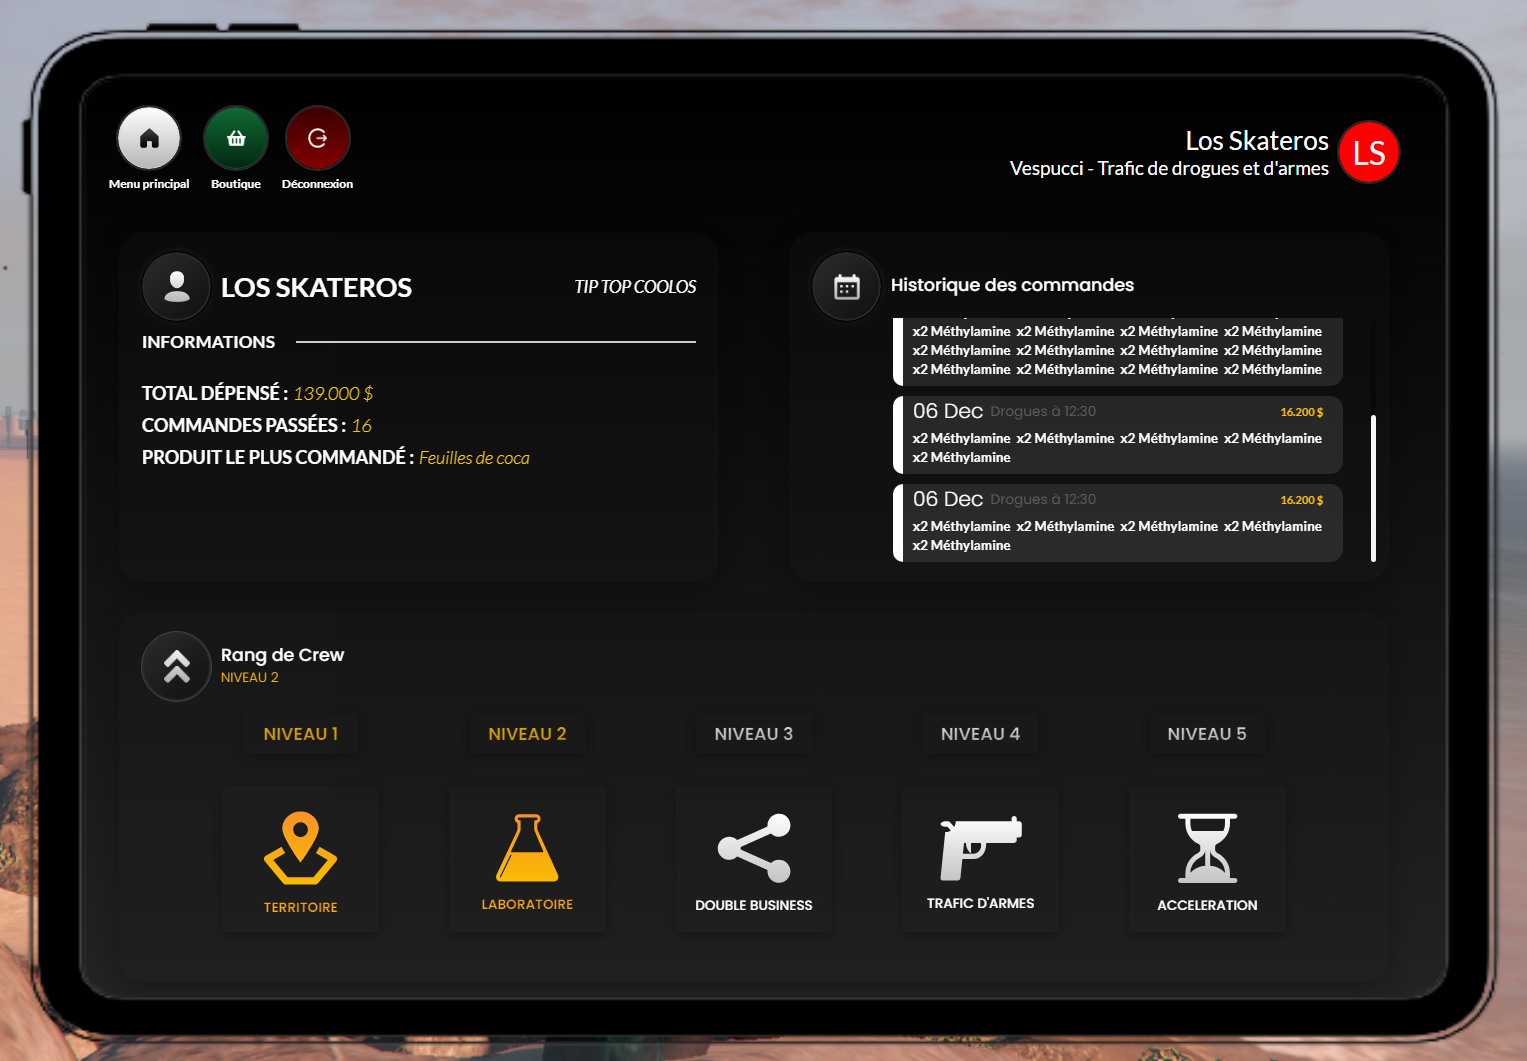 Menu principal
Boutique
Déconnexion
Los Skateros
Vespucci - Trafic de drogues et d'armes
LS
LOS SKATEROS
TIP TOP COOLOS
INFORMATIONS
TOTAL DÉPENSÉ : 139.000 $
COMMANDES PASSÉES : 16
PRODUIT LE PLUS COMMANDÉ : Feuilles de coca
Historique des commandes
x2 Méthylamine x2 Méthylamine x2 Méthylamine x2 Méthylamine
x2 Méthylamine x2 Méthylamine x2 Méthylamine x2 Méthylamine
x2 Méthylamine x2 Méthylamine x2 Méthylamine x2 Méthylamine
06 Dec Drogues à 12:30 16.200 $
x2 Méthylamine x2 Méthylamine x2 Méthylamine x2 Méthylamine
x2 Méthylamine
06 Dec Drogues à 12:30 16.200 $
x2 Méthylamine x2 Méthylamine x2 Méthylamine x2 Méthylamine
x2 Méthylamine
Rang de Crew
NIVEAU 2
NIVEAU 1
NIVEAU 2
NIVEAU 3
NIVEAU 4
NIVEAU 5
TERRITOIRE
LABORATOIRE
DOUBLE BUSINESS
TRAFIC D'ARMES
ACCELERATION